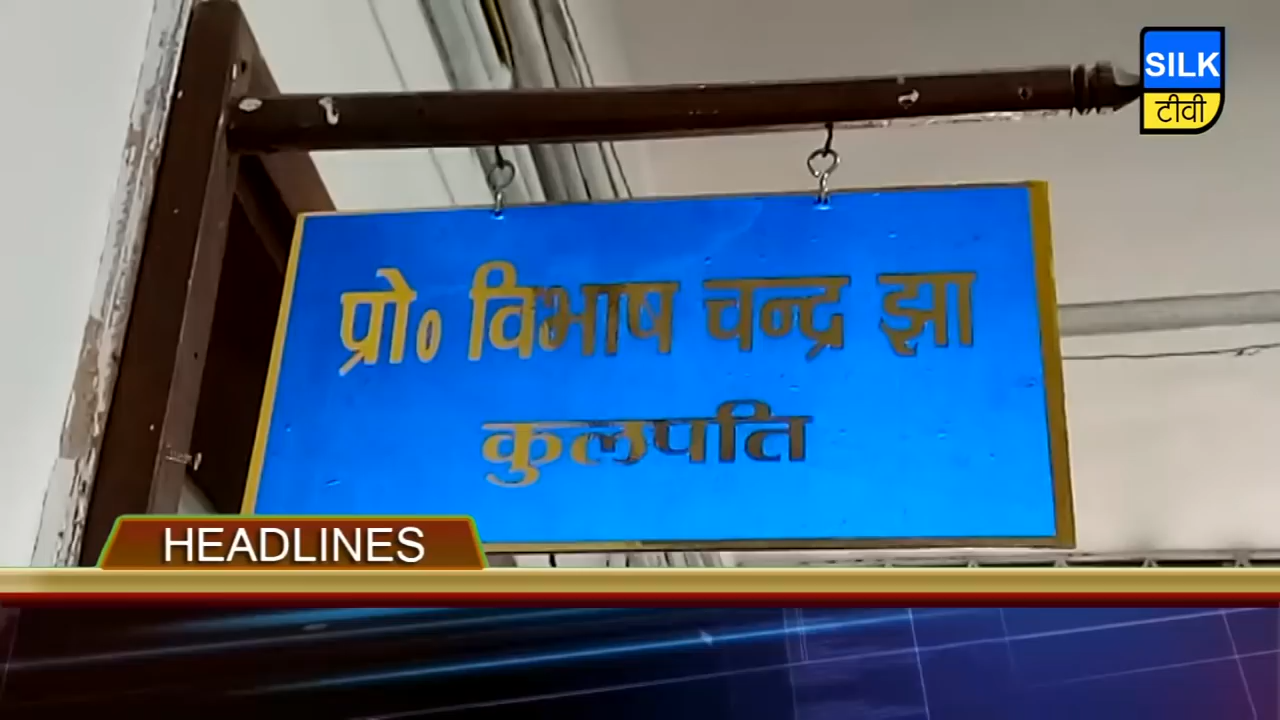 SILK
टीवी
प्रो० विभाष चन्द्र झा
कुलपति
HEADLINES